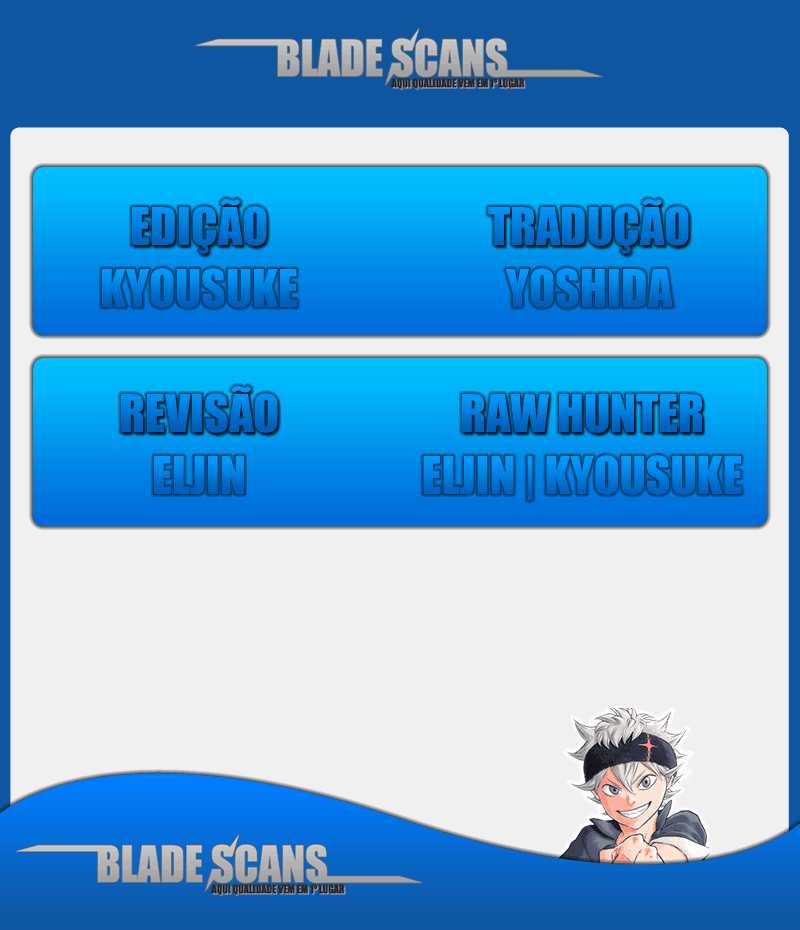 BLADE SCANS
AQUI QUALIDADE VEM EM 1º LUGAR
EDIÇÃO
KYOUSUKE
TRADUÇÃO
YOSHIDA
REVISÃO
ELJIN
RAW HUNTER
ELJIN | KYOUSUKE
BLADE SCANS
AQUI QUALIDADE VEM EM 1º LUGAR